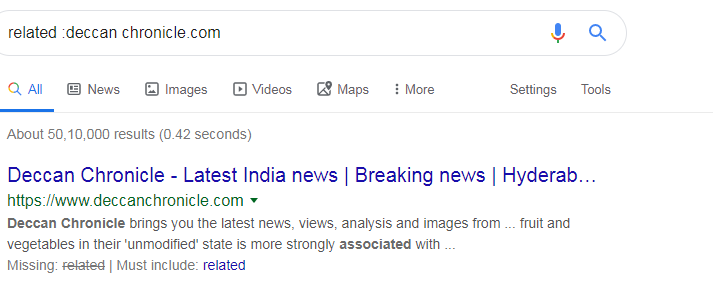 related :deccan chronicle.com
All News Images Videos Maps More Settings Tools
About 50,10,000 results (0.42 seconds)
Deccan Chronicle - Latest India news | Breaking news | Hyderab...
https://www.deccanchronicle.com
Deccan Chronicle brings you the latest news, views, analysis and images from ... fruit and
vegetables in their 'unmodified' state is more strongly associated with ...
Missing: related | Must include: related